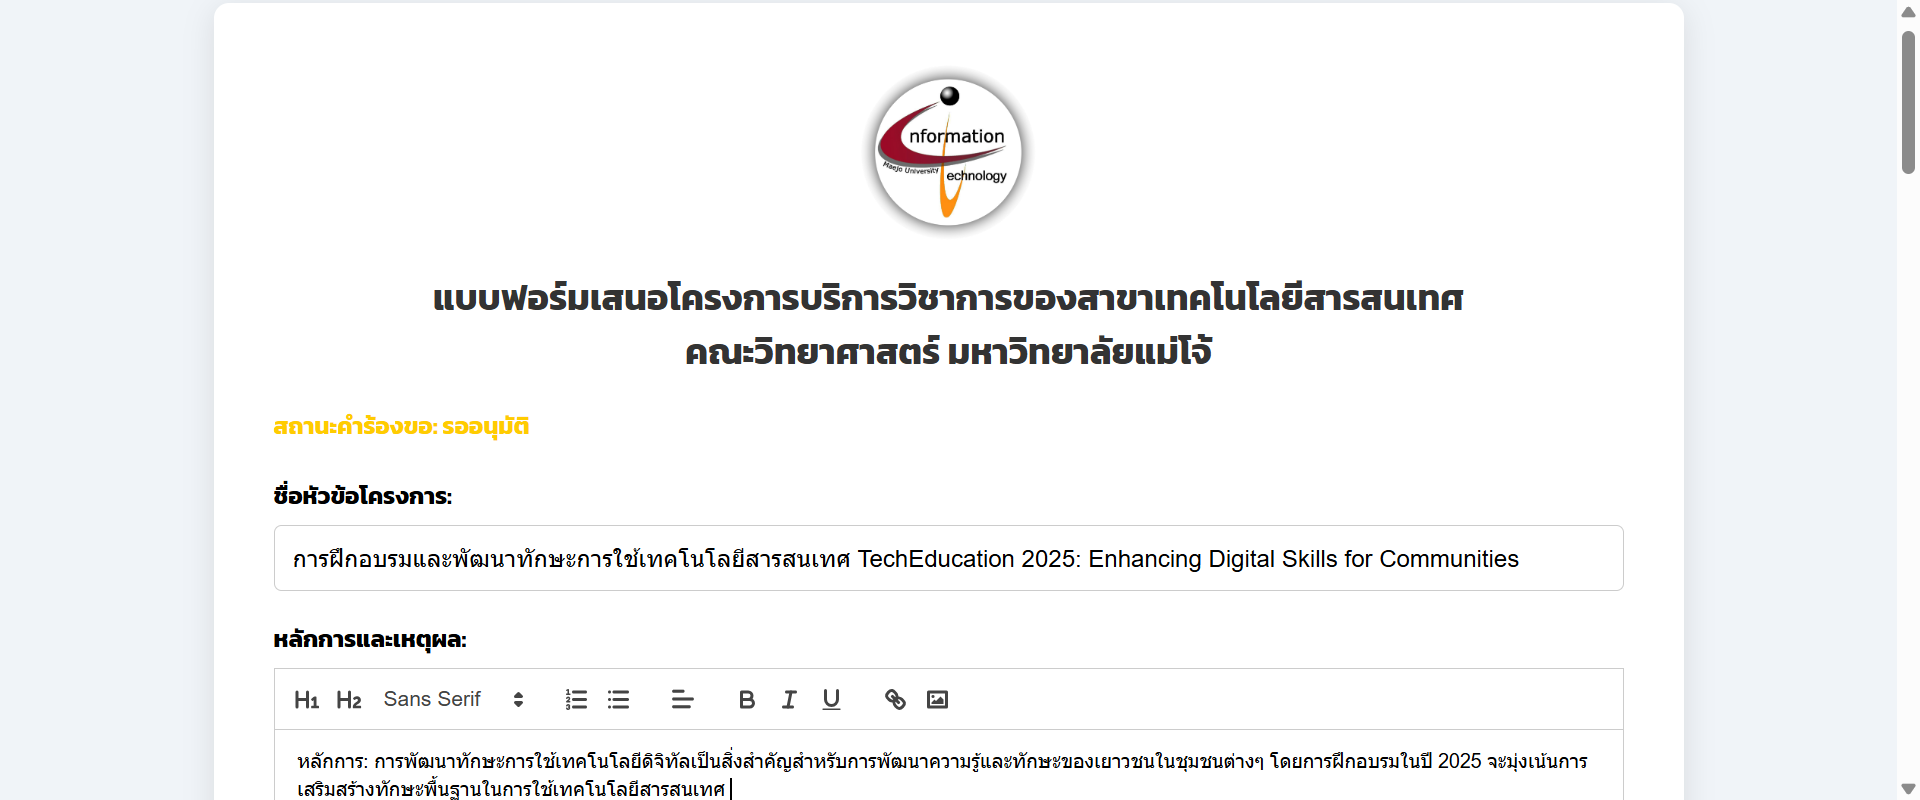 nformation
Maejo University
echnology
แบบฟอร์มเสนอโครงการบริการวิชาการของสาขาเทคโนโลยีสารสนเทศ
คณะวิทยาศาสตร์ มหาวิทยาลัยแม่โจ้
สถานะคำร้องขอ: รออนุมัติ
ชื่อหัวข้อโครงการ:
การฝึกอบรมและพัฒนาทักษะการใช้เทคโนโลยีสารสนเทศ TechEducation 2025: Enhancing Digital Skills for Communities
หลักการและเหตุผล:
H1 H2 Sans Serif B I U
หลักการ: การพัฒนาทักษะการใช้เทคโนโลยีดิจิทัลเป็นสิ่งสำคัญสำหรับการพัฒนาความรู้และทักษะของเยาวชนในชุมชนต่างๆ โดยการฝึกอบรมในปี 2025 จะมุ่งเน้นการ
เสริมสร้างทักษะพื้นฐานในการใช้เทคโนโลยีสารสนเทศ